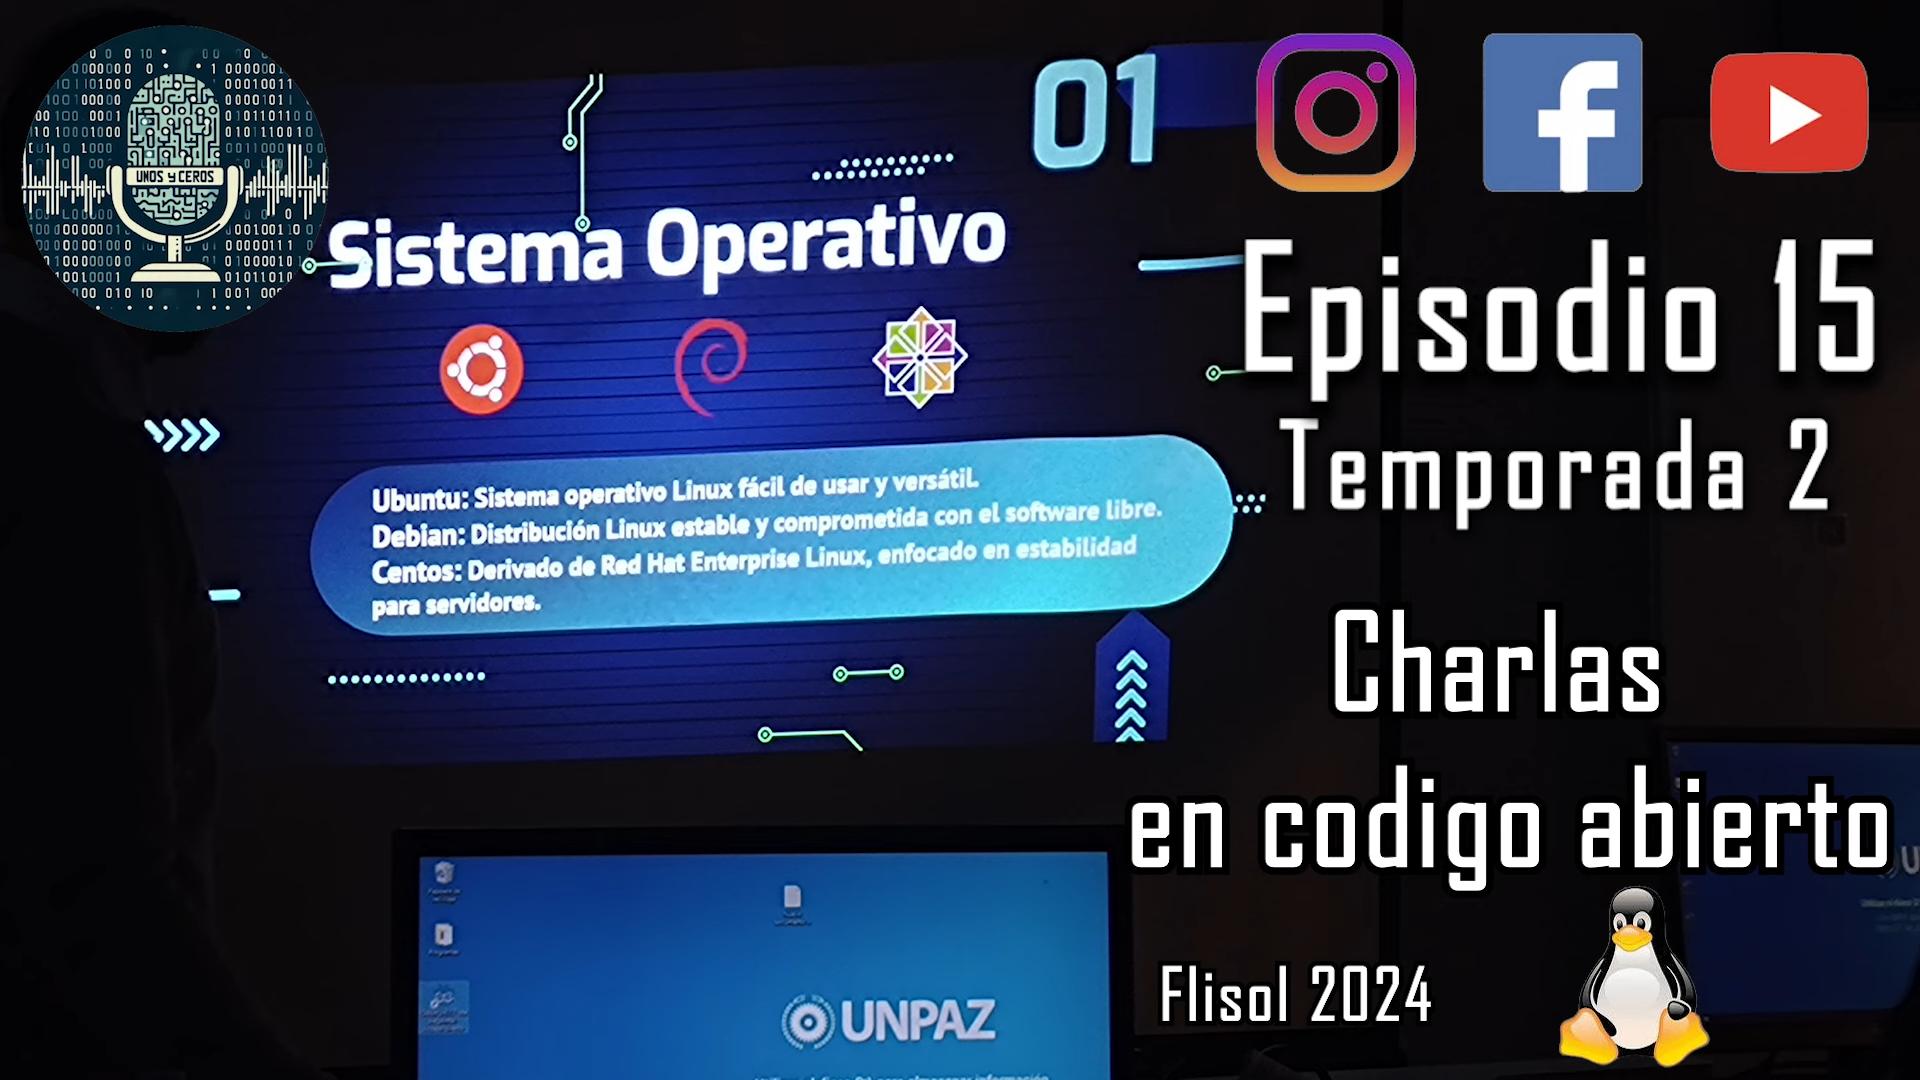 UNOS y CEROS
01
Sistema Operativo
Ubuntu: Sistema operativo Linux fácil de usar y versátil.
Debian: Distribución Linux estable y comprometida con el software libre.
Centos: Derivado de Red Hat Enterprise Linux, enfocado en estabilidad
para servidores.
Episodio 15
Temporada 2
Charlas
en codigo abierto
Flisol 2024
UNPAZ